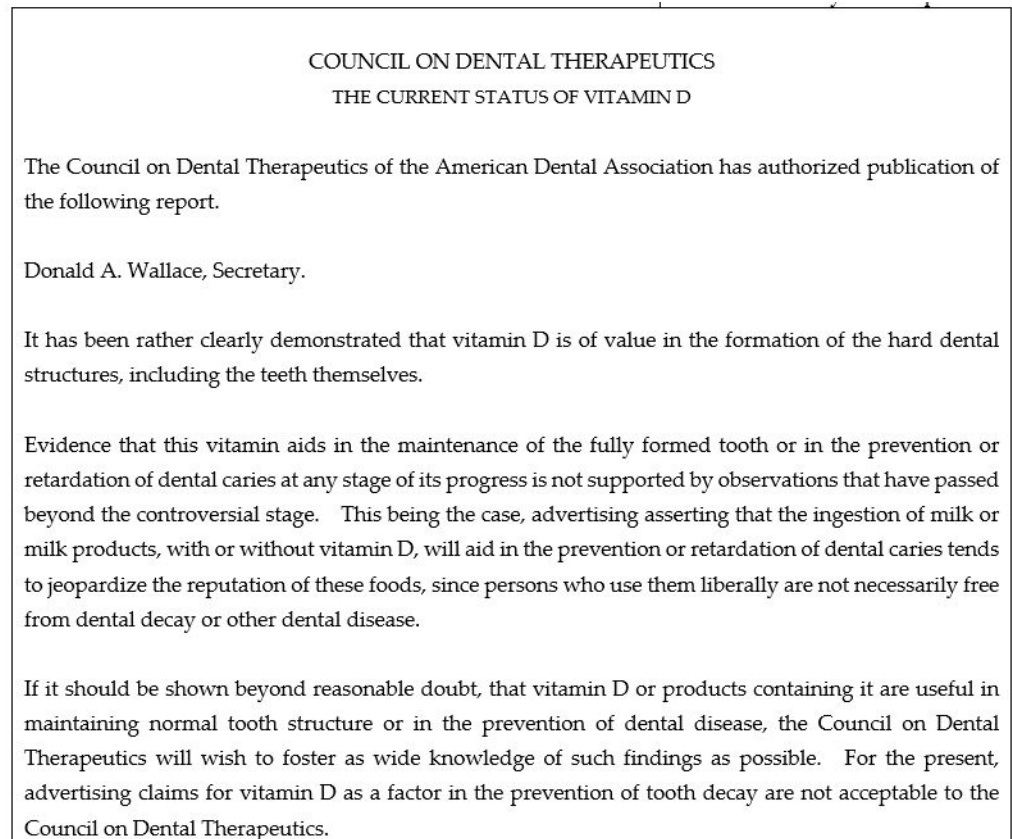 COUNCIL ON DENTAL THERAPEUTICS
THE CURRENT STATUS OF VITAMIN D
The Council on Dental Therapeutics of the American Dental Association has authorized publication of
the following report.
Donald A. Wallace, Secretary.
It has been rather clearly demonstrated that vitamin D is of value in the formation of the hard dental
structures, including the teeth themselves.
Evidence that this vitamin aids in the maintenance of the fully formed tooth or in the prevention or
retardation of dental caries at any stage of its progress is not supported by observations that have passed
beyond the controversial stage. This being the case, advertising asserting that the ingestion of milk or
milk products, with or without vitamin D, will aid in the prevention or retardation of dental caries tends
to jeopardize the reputation of these foods, since persons who use them liberally are not necessarily free
from dental decay or other dental disease.
If it should be shown beyond reasonable doubt, that vitamin D or products containing it are useful in
maintaining normal tooth structure or in the prevention of dental disease, the Council on Dental
Therapeutics will wish to foster as wide knowledge of such findings as possible. For the present,
advertising claims for vitamin D as a factor in the prevention of tooth decay are not acceptable to the
Council on Dental Therapeutics.